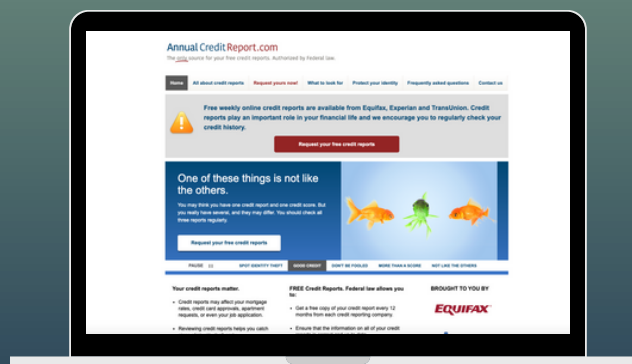 Annual Credit Report.com
The only source for your free credit reports. Authorized by Federal law.
Home All about credit reports Request yours now! What to look for Protect your identity Frequently asked questions Contact us
Free weekly online credit reports are available from Equifax, Experian and TransUnion. Credit
reports play an important role in your financial life and we encourage you to regularly check your
credit history.
Request your free credit reports
One of these things is not like
the others.
You may think you have one credit report and one credit score. But
you really have several, and they may differ. You should check all
three reports regularly.
Request your free credit reports
PAUSE SPOT IDENTITY THEFT GOOD CREDIT DON'T BE FOOLED MORE THAN A SCORE NOT LIKE THE OTHERS
Your credit reports matter.
• Credit reports may affect your mortgage
rates, credit card approvals, apartment
requests, or even your job application.
• Reviewing credit reports helps you catch
FREE Credit Reports. Federal law allows you
to:
• Get a free copy of your credit report every 12
months from each credit reporting company.
• Ensure that the information on all of your credit
BROUGHT TO YOU BY
EQUIFAX